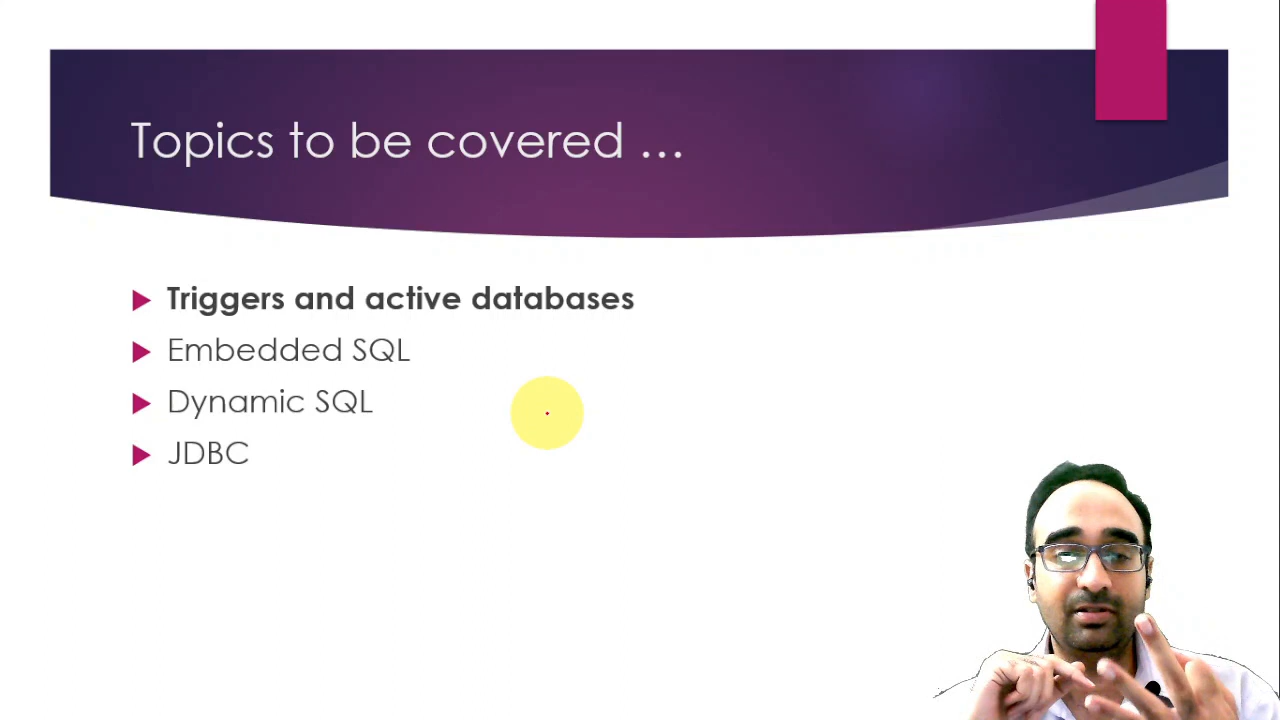 Topics to be covered …
Triggers and active databases
Embedded SQL
Dynamic SQL
JDBC